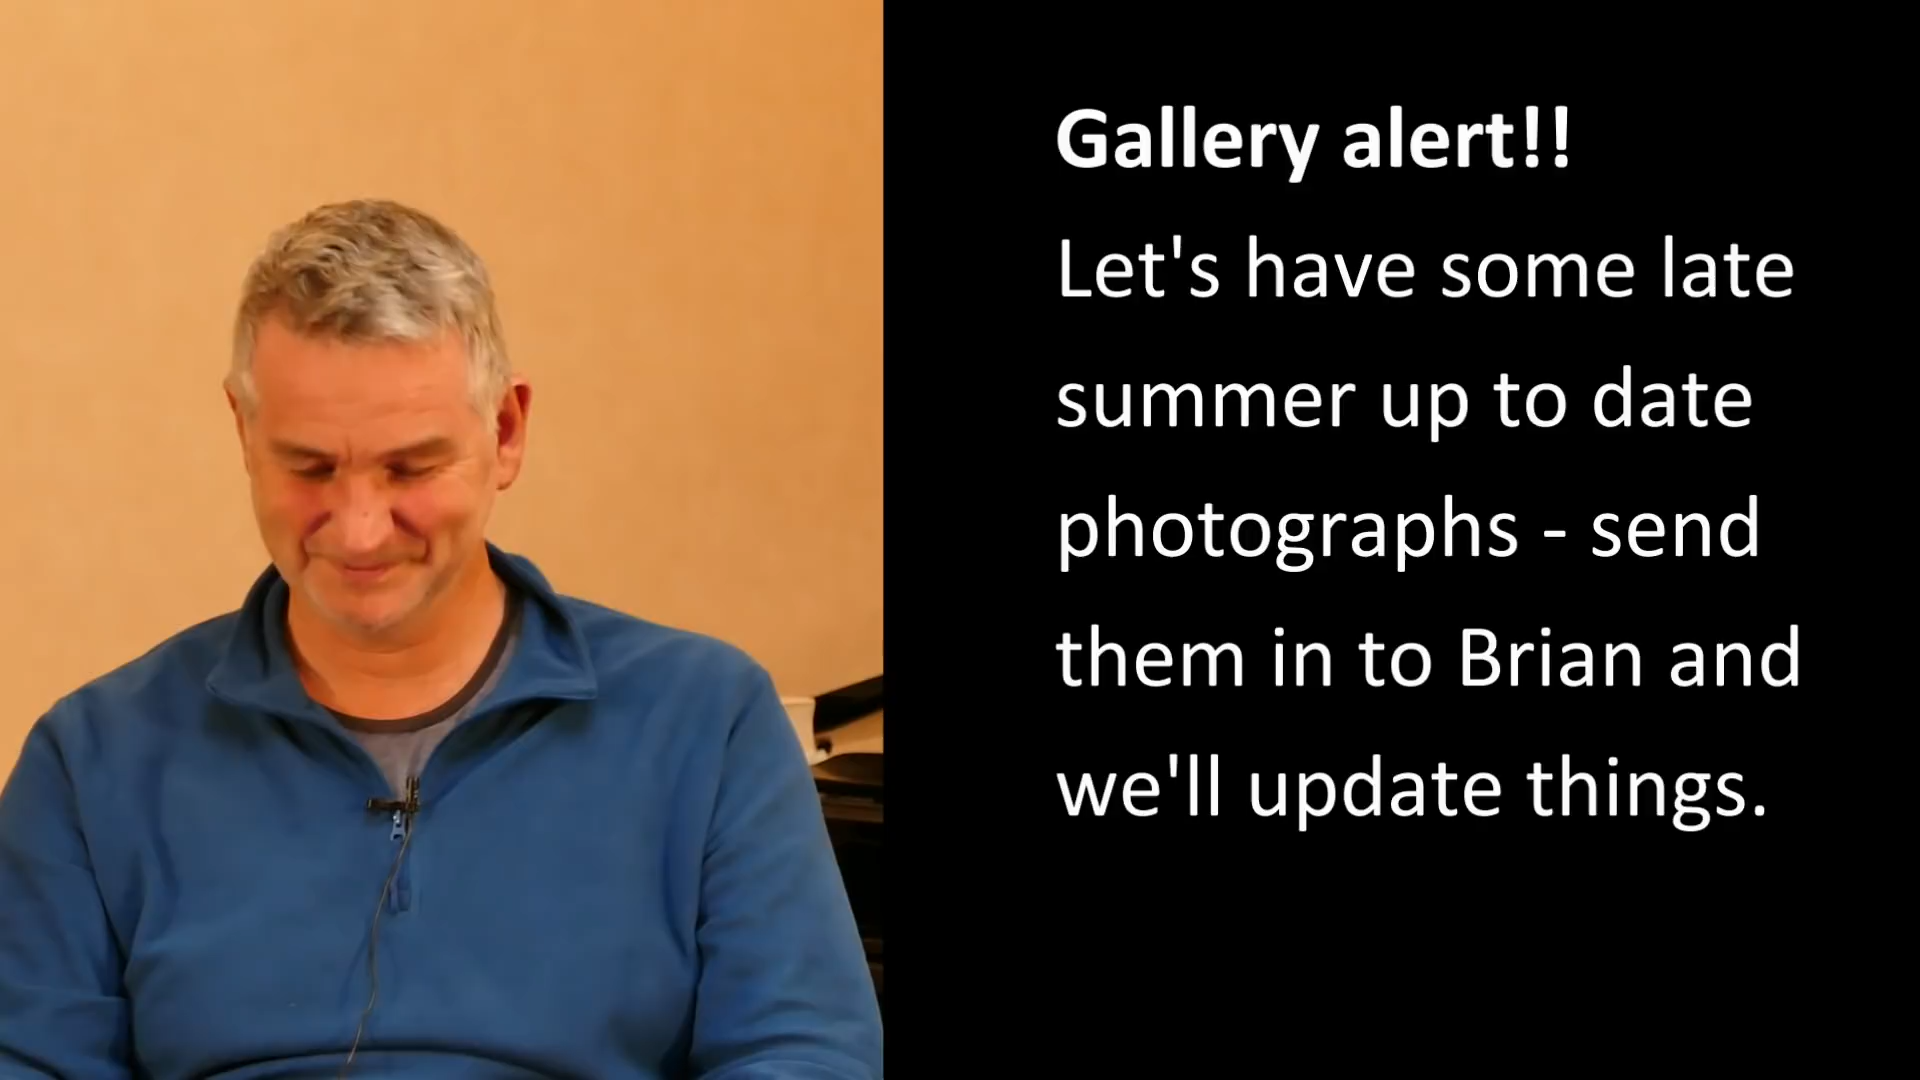 Gallery alert!!
Let's have some late
summer up to date
photographs - send
them in to Brian and
we'll update things.